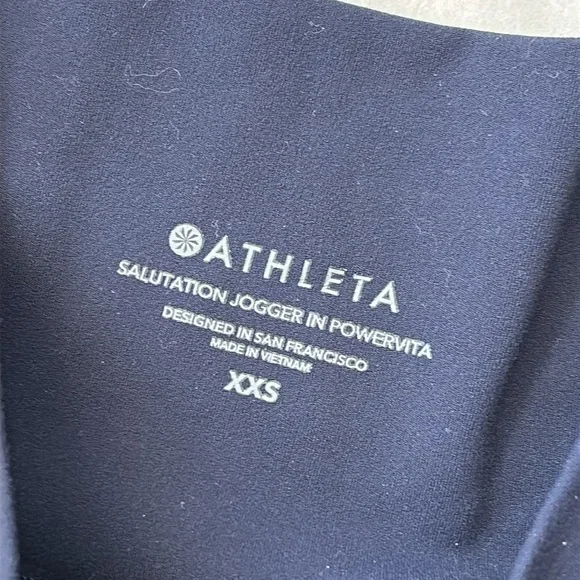 ATHLETA
SALUTATION JOGGER IN POWERVITA
DESIGNED IN SAN FRANCISCO
MADE IN VIETNAM
XXS